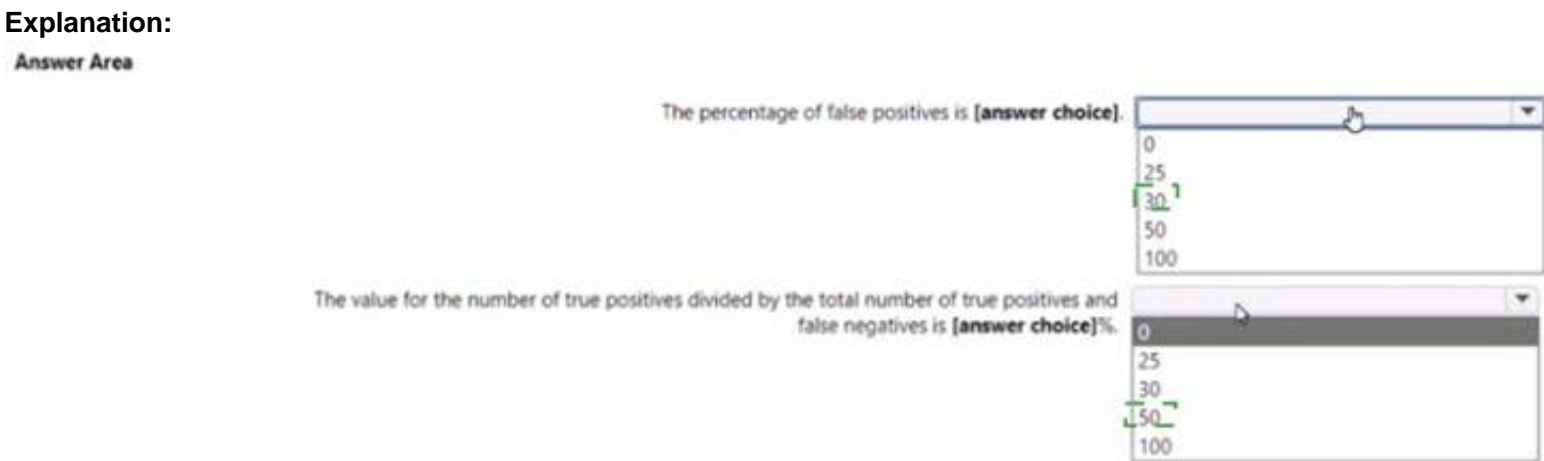 Explanation:
Answer Area
The percentage of false positives is [answer choice].
0
25
30
50
100
The value for the number of true positives divided by the total number of true positives and
false negatives is [answer choice]%.
0
25
30
50
100